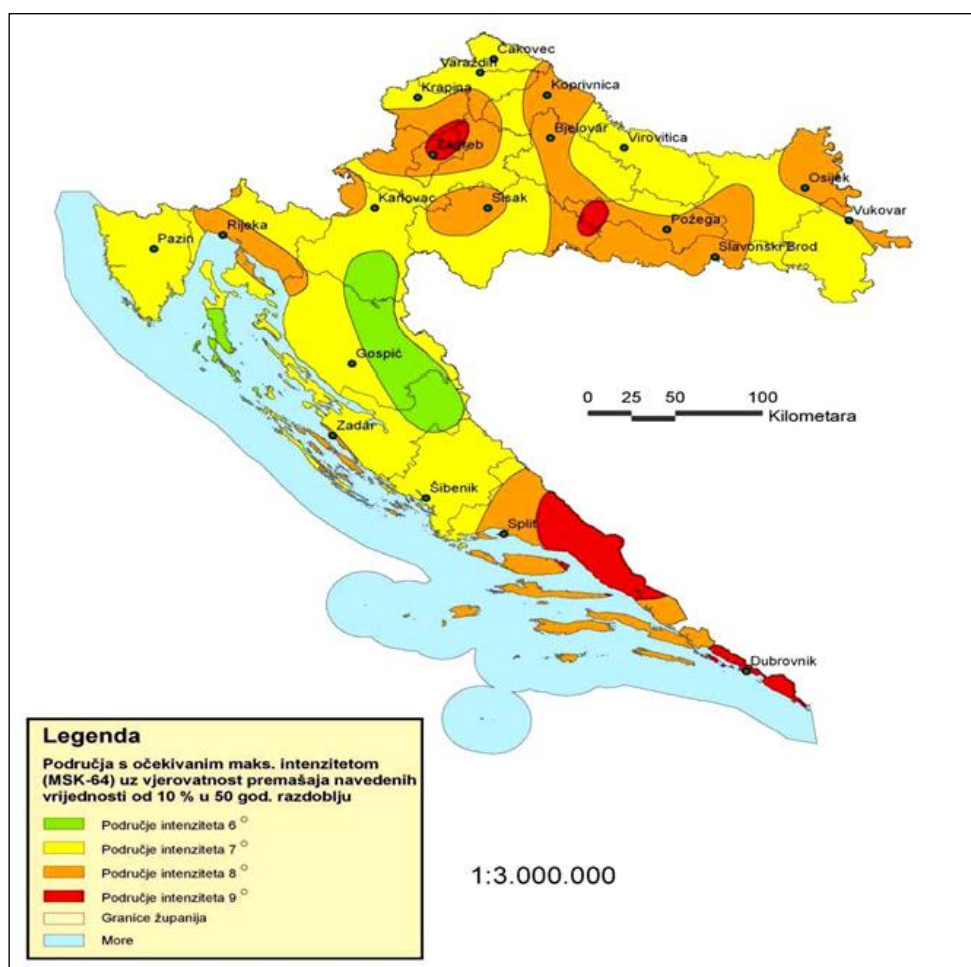 Čakovec
Varaždin
Krapina
Koprivnica
Bjelovar
Virovitica
Zagreb
Osijek
Karlovac
Sisak
Vukovar
Rijeka
Požega
Pazin
Slavonski Brod
Gospić
0 25 50 100
Kilometara
Zadar
Šibenik
Split
Dubrovnik
Legenda
Područja s očekivanim maks. intenzitetom
(MSK-64) uz vjerovatnost premašaja navedenih
vrijednosti od 10 % u 50 god. razdoblju
Područje intenziteta 6 °
Područje intenziteta 7 °
Područje intenziteta 8 °
Područje intenziteta 9 °
Granice županija
More
1:3.000.000